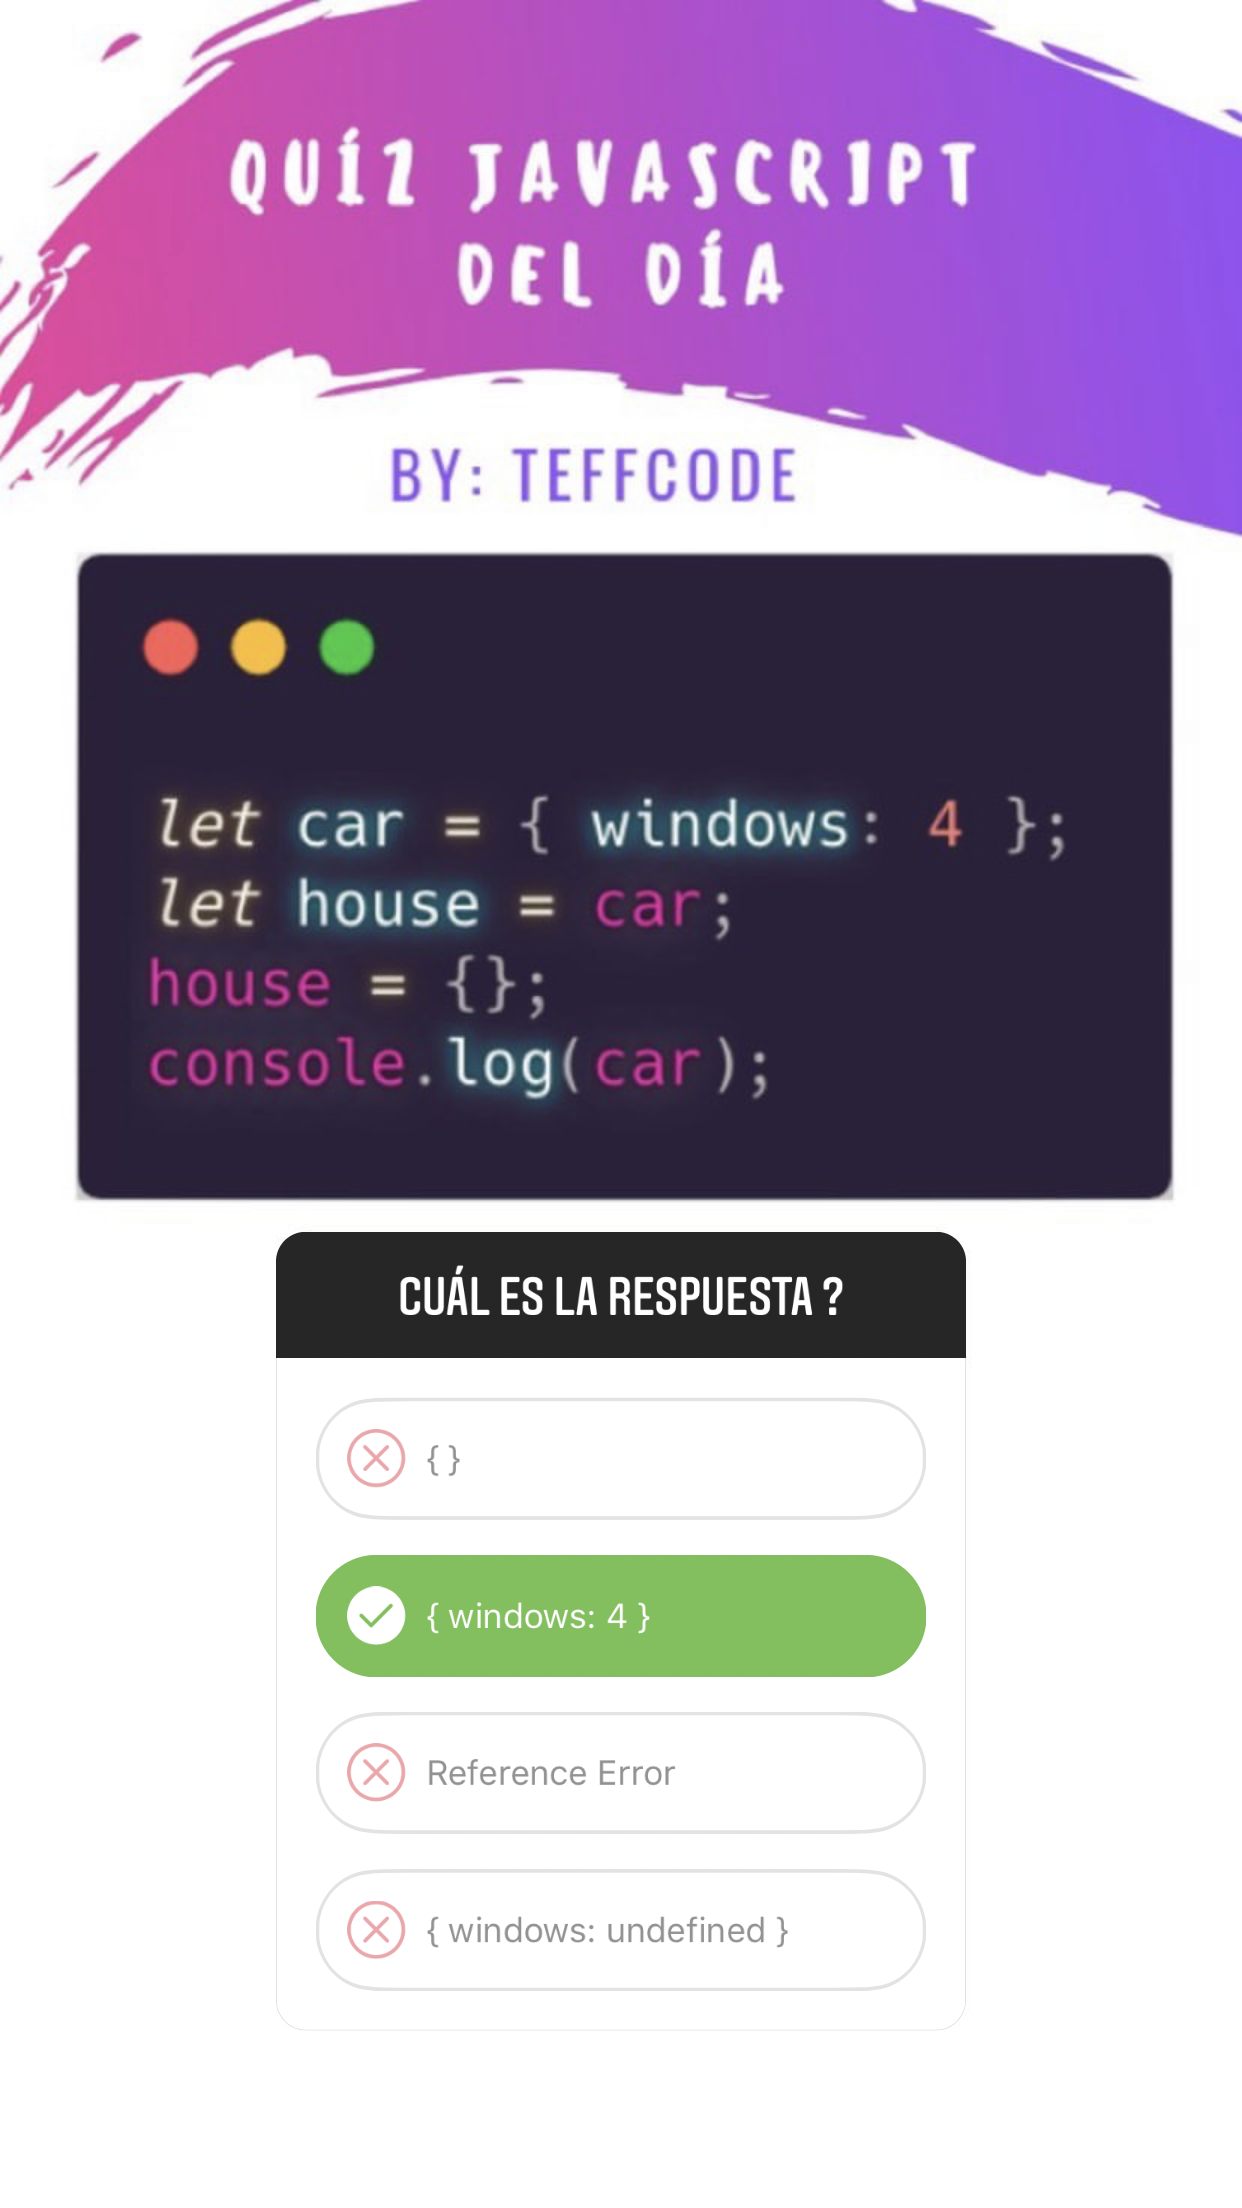 QUÍZ JAVASCRIPT
DEL DÍA
BY: TEFFCODE
let car = { windows: 4 };
let house = car;
house = {};
console.log(car);
CUÁL ES LA RESPUESTA ?
{ }
{ windows: 4 }
Reference Error
{ windows: undefined }